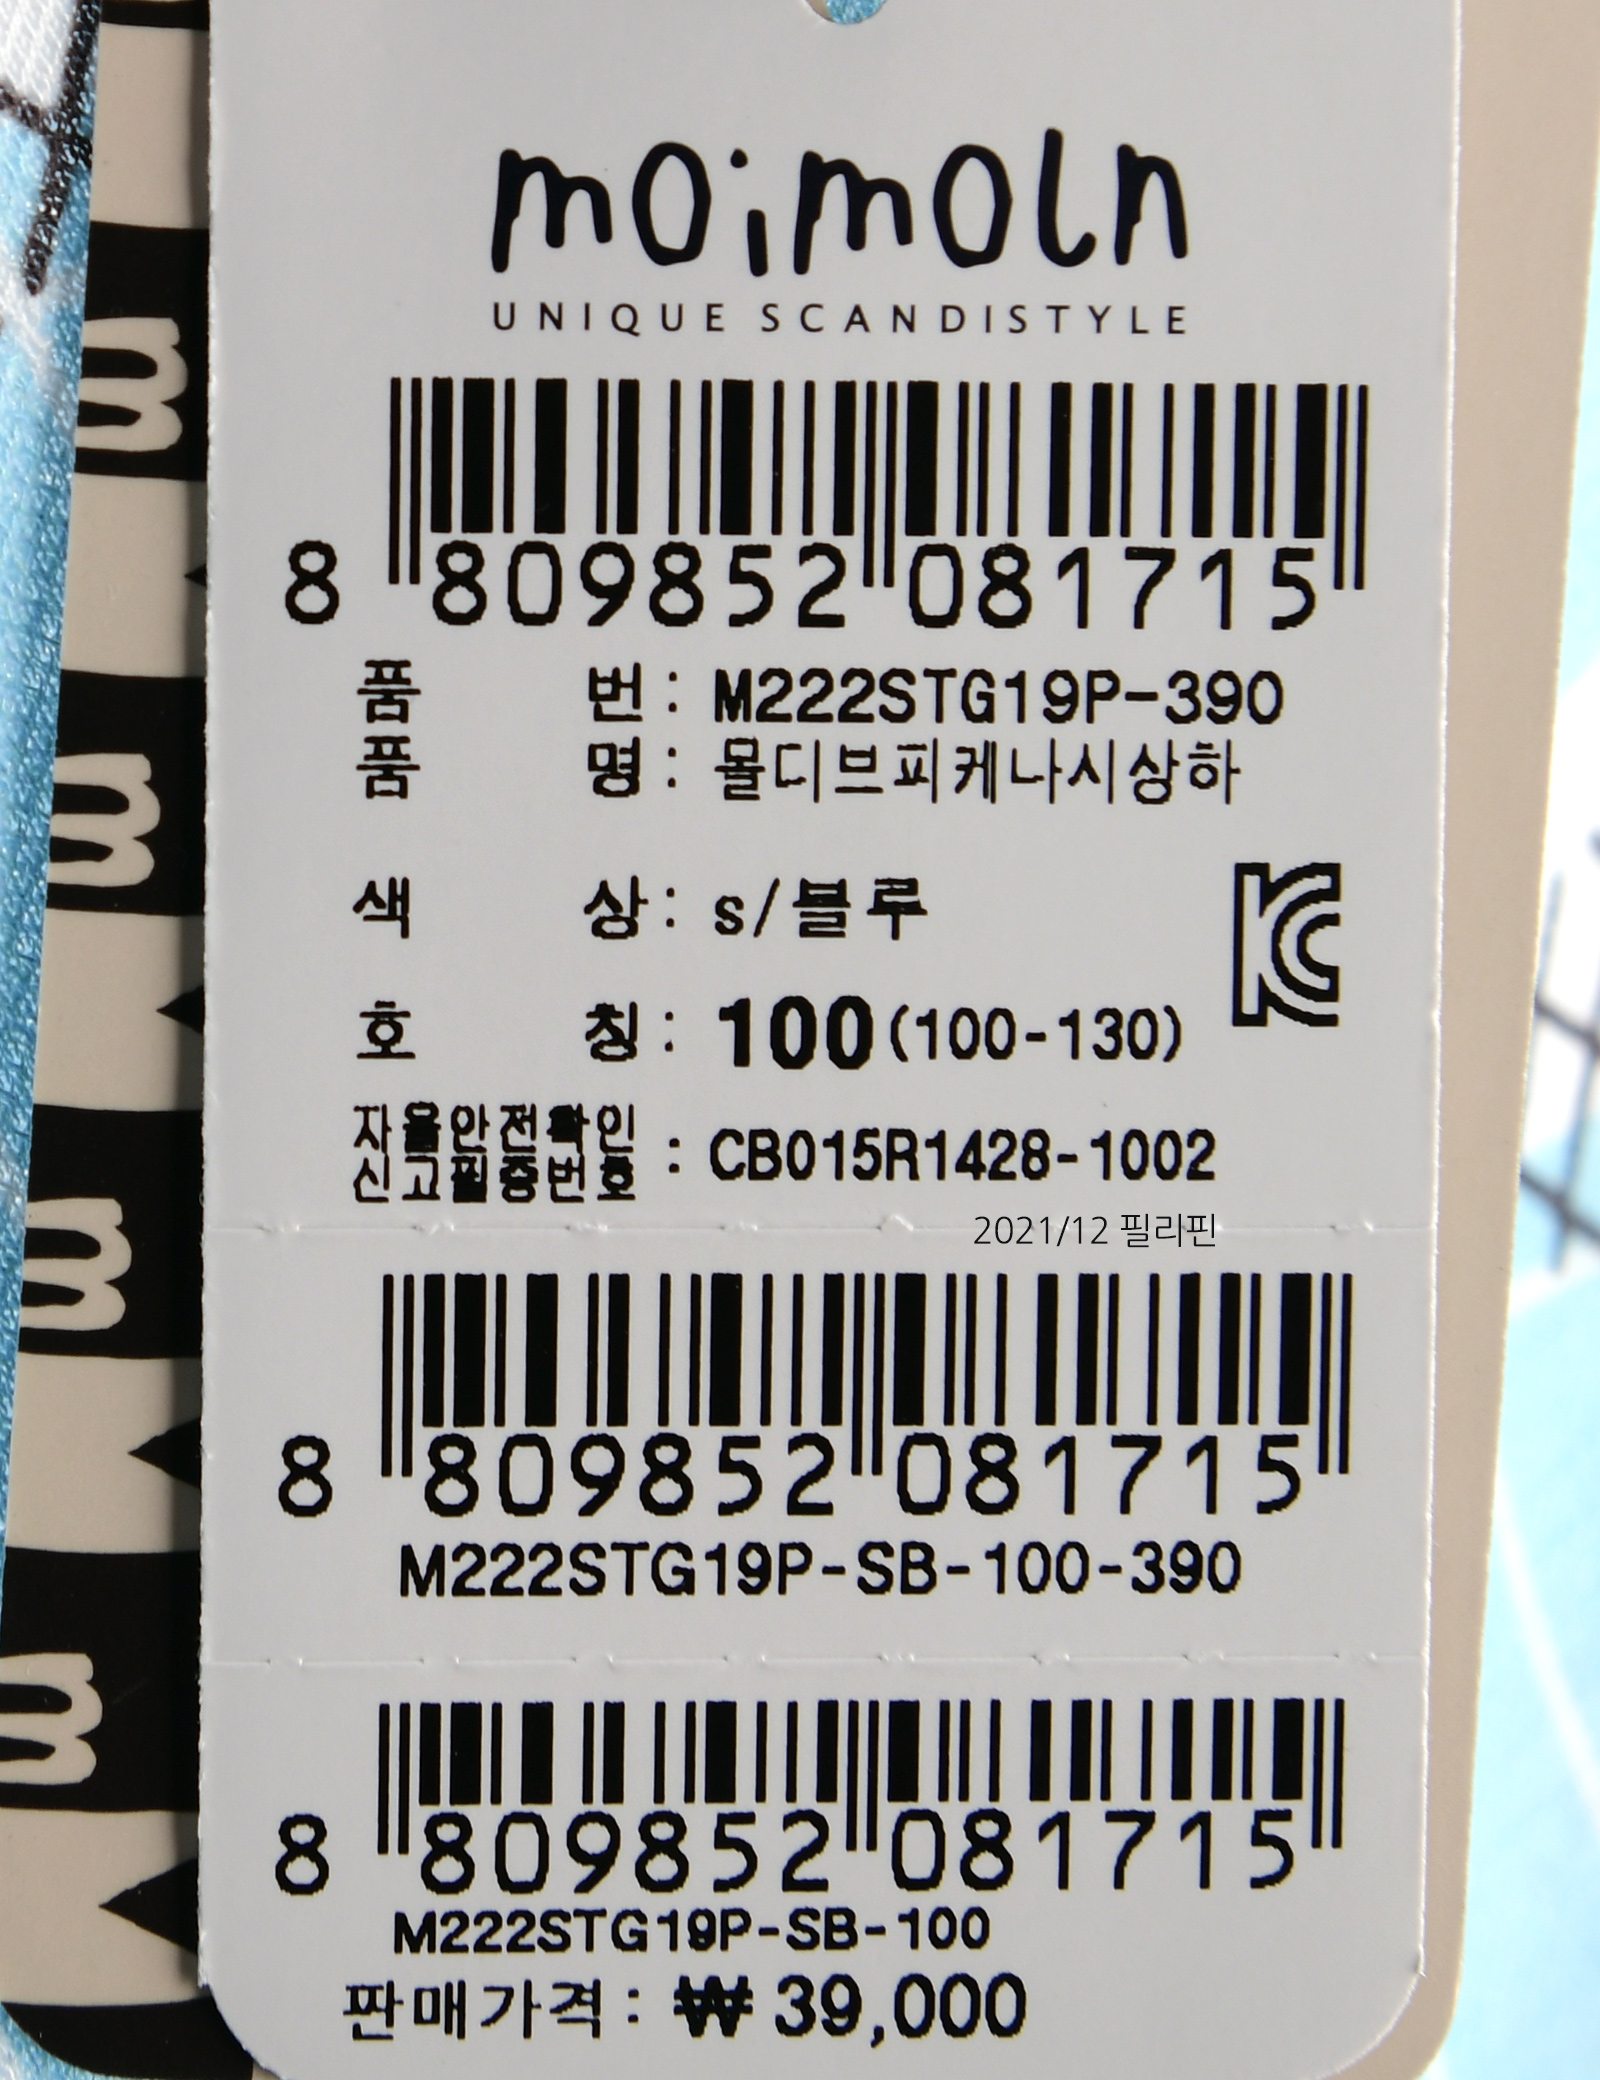 moimoln
UNIQUE SCANDISTYLE
8 809852 081715
품 번 : M222STG19P-390
품 명 : 몰디브피케나시상하
색 상 : s/블루
호 칭 : 100(100-130)
자율안전확인
신고필증번호 : CB015R1428-1002
2021/12 필리핀
8 809852 081715
M222STG19P-SB-100-390
8 809852 081715
M222STG19P-SB-100
판매가격 : ₩39,000